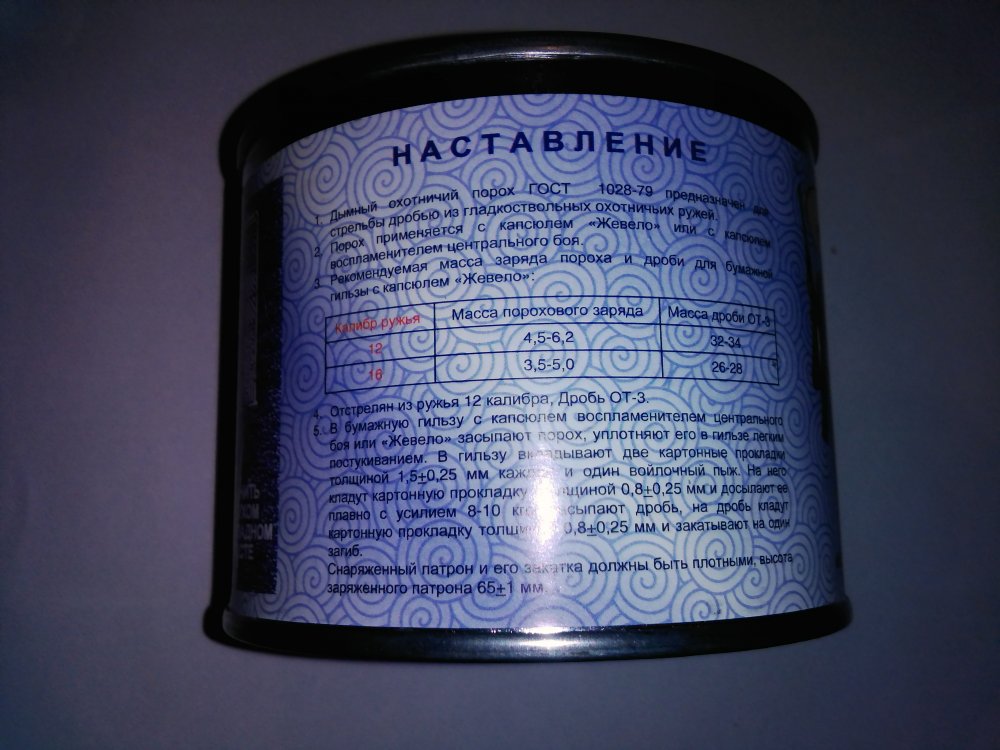 НАСТАВЛЕНИЕ
1. Дымный охотничий порох ГОСТ 1028-79 предназначен для
стрельбы дробью из гладкоствольных охотничьих ружей.
2. Порох применяется с капсюлем «Жевело» или с капсюлем
воспламенителем центрального боя.
3. Рекомендуемая масса заряда пороха и дроби для бумажной
гильзы с капсюлем «Жевело»:
Калибр ружья Масса порохового заряда Масса дроби ОТ-3
12 4,5-6,2 32-34
16 3,5-5,0 26-28
4. Отстрелян из ружья 12 калибра, Дробь ОТ-3.
5. В бумажную гильзу с капсюлем воспламенителем центрального
боя или «Жевело» засыпают порох, уплотняют его в гильзе легким
постукиванием. В гильзу вкладывают две картонные прокладки
толщиной 1,5±0,25 мм каждая и один войлочный пыж. На него
кладут картонную прокладку толщиной 0,8±0,25 мм и досылают ее
плавно с усилием 8-10 кгс, засыпают дробь, на дробь кладут
картонную прокладку толщиной 0,8±0,25 мм и закатывают на один
загиб.
Снаряженный патрон и его закатка должны быть плотными, высота
заряженного патрона 65±1 мм.